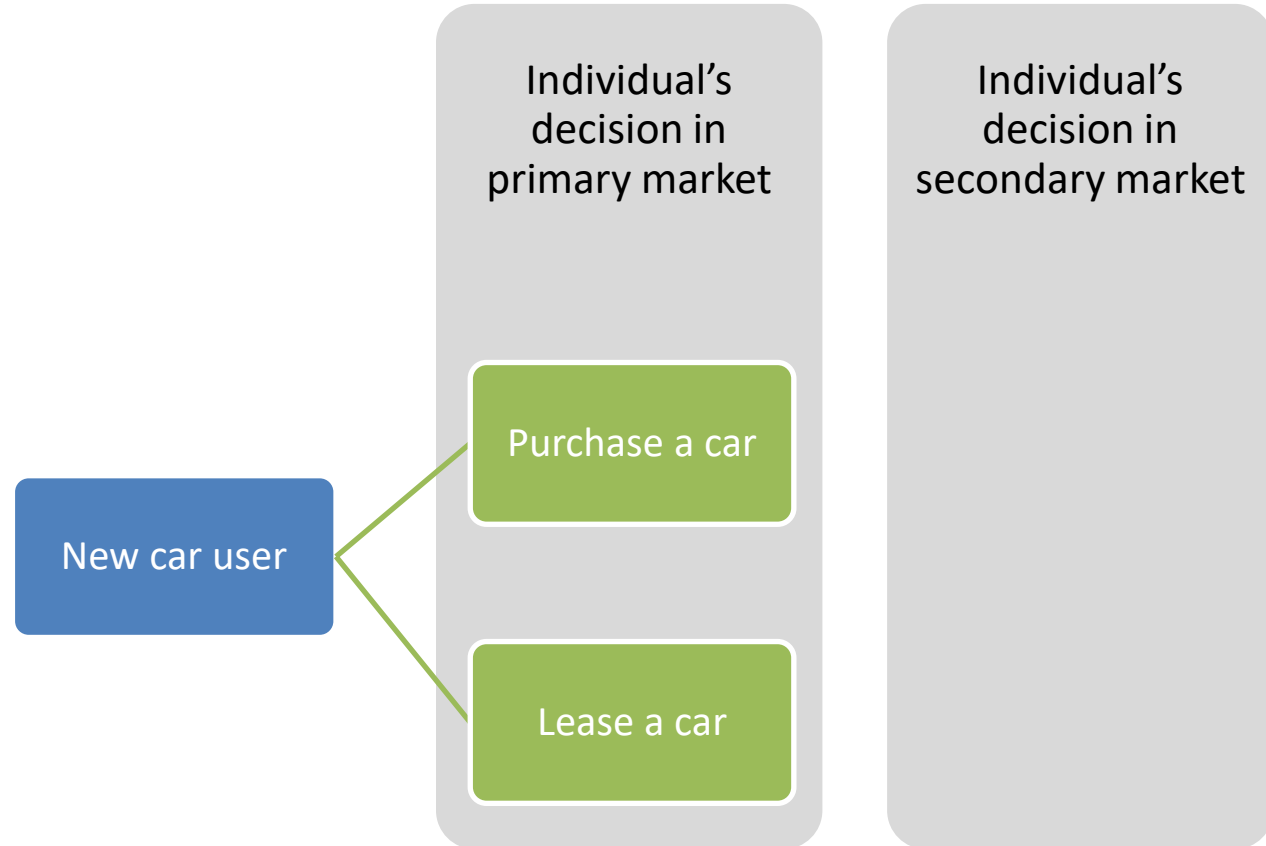 Individual’s
decision in
primary market
Individual’s
decision in
secondary market
Purchase a car
New car user
Lease a car